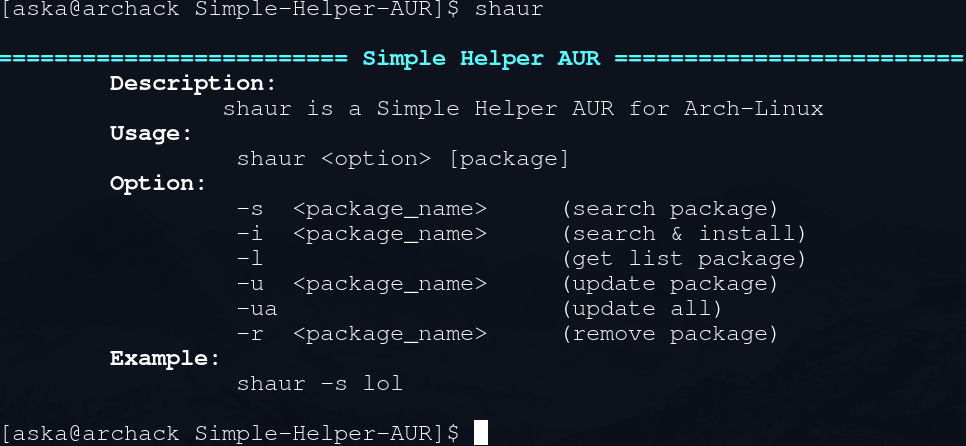 [aska@archack Simple-Helper-AUR]$ shaur
========================= Simple Helper AUR =========================
Description:
shaur is a Simple Helper AUR for Arch-Linux
Usage:
shaur <option> [package]
Option:
-s <package_name> (search package)
-i <package_name> (search & install)
-l (get list package)
-u <package_name> (update package)
-ua (update all)
-r <package_name> (remove package)
Example:
shaur -s lol
[aska@archack Simple-Helper-AUR]$